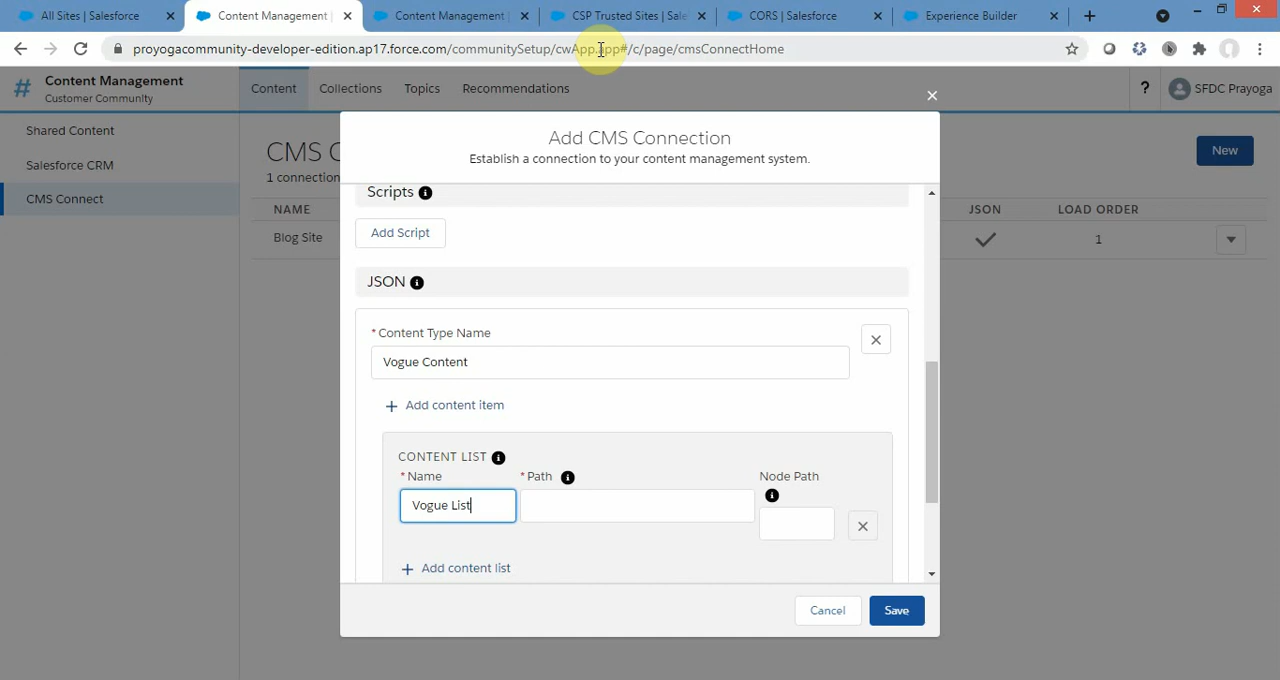 All Sites | Salesforce
Content Management |
Content Management |
CSP Trusted Sites | Sale
CORS | Salesforce
Experience Builder
proyogacommunity-developer-edition.ap17.force.com/communitySetup/cwApp.app#/c/page/cmsConnectHome
Content Management
Customer Community
Content
Collections
Topics
Recommendations
?
SFDC Prayoga
Shared Content
Salesforce CRM
CMS Connect
CMS C
1 connection
New
NAME
JSON
LOAD ORDER
Blog Site
1
Add CMS Connection
Establish a connection to your content management system.
Scripts
Add Script
JSON
*Content Type Name
Vogue Content
+ Add content item
CONTENT LIST
*Name
*Path
Node Path
Vogue List
+ Add content list
Cancel
Save